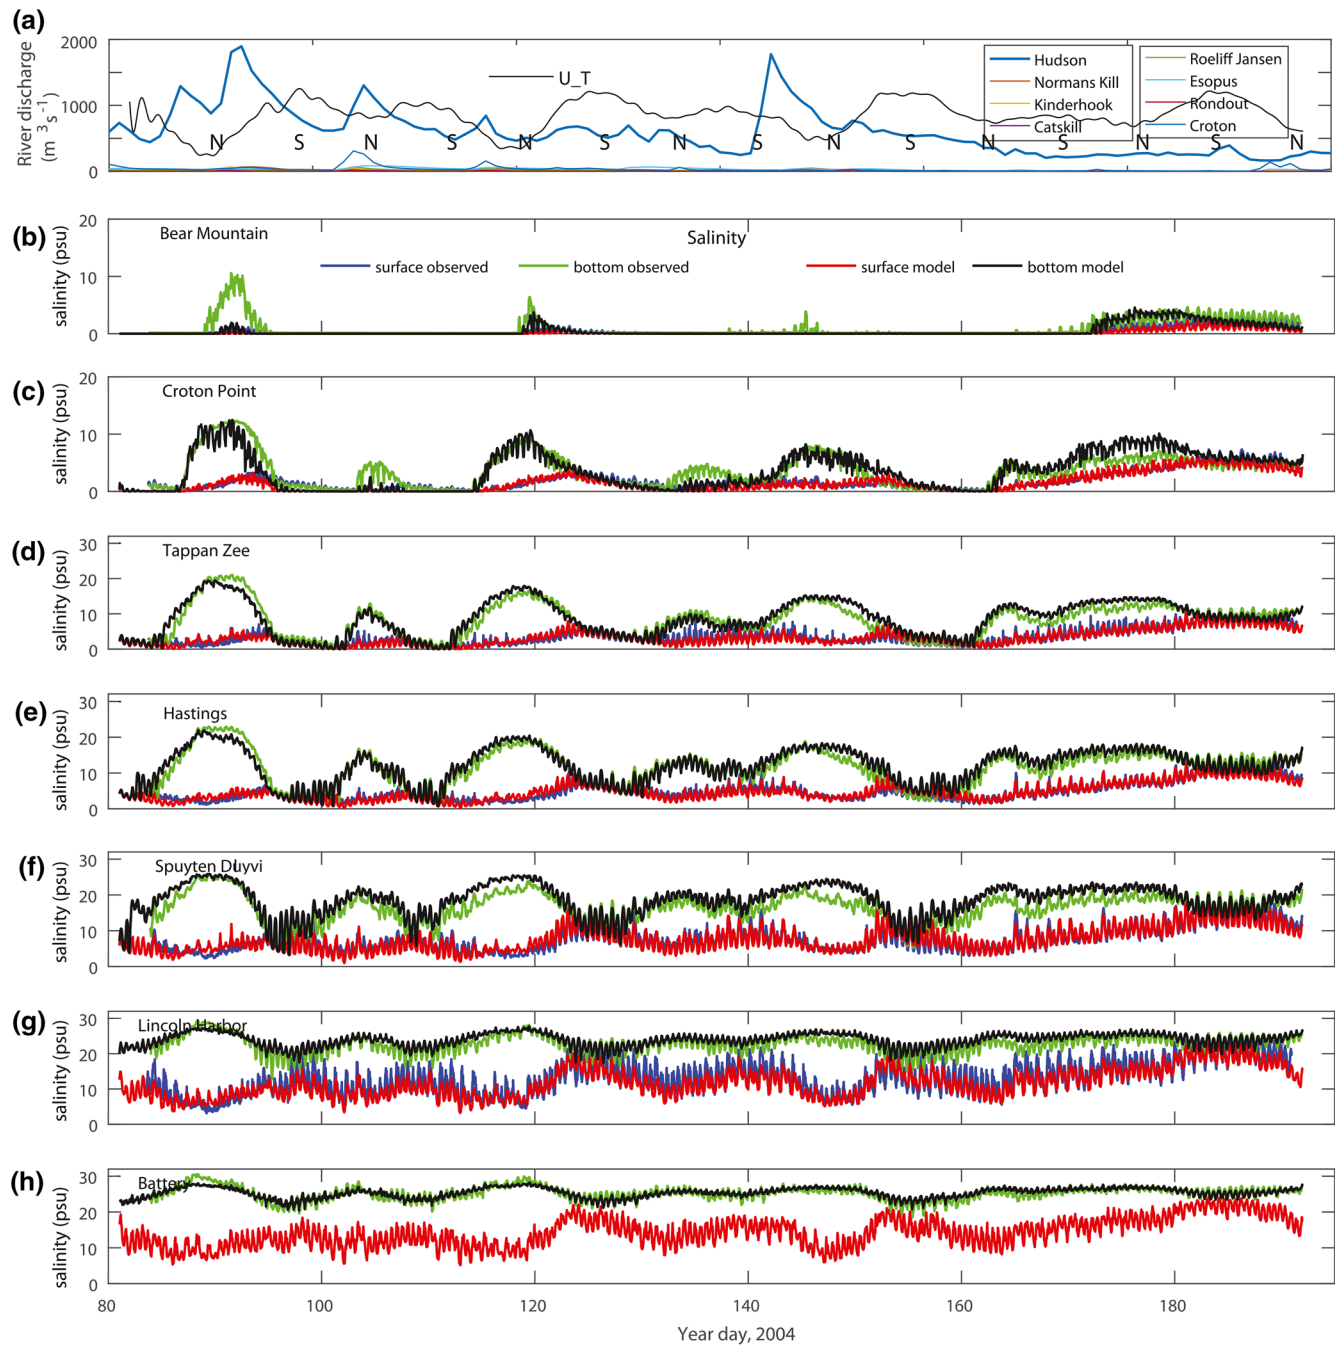 (a)
River discharge
(m 3s-1)
2000
1000
0
U_T
Hudson
Normans Kill
Kinderhook
Catskill
Roeliff Jansen
Esopus
Rondout
Croton
N S N S N S N S N S N S N S N
(b)
salinity (psu)
20
10
0
Bear Mountain
Salinity
surface observed
bottom observed
surface model
bottom model
(c)
salinity (psu)
20
10
0
Croton Point
(d)
salinity (psu)
30
20
10
0
Tappan Zee
(e)
salinity (psu)
30
20
10
0
Hastings
(f)
salinity (psu)
30
20
10
0
Spuyten Duyvi
(g)
salinity (psu)
30
20
10
0
Lincoln Harbor
(h)
salinity (psu)
30
20
10
0
Battery
80 100 120 140 160 180
Year day, 2004